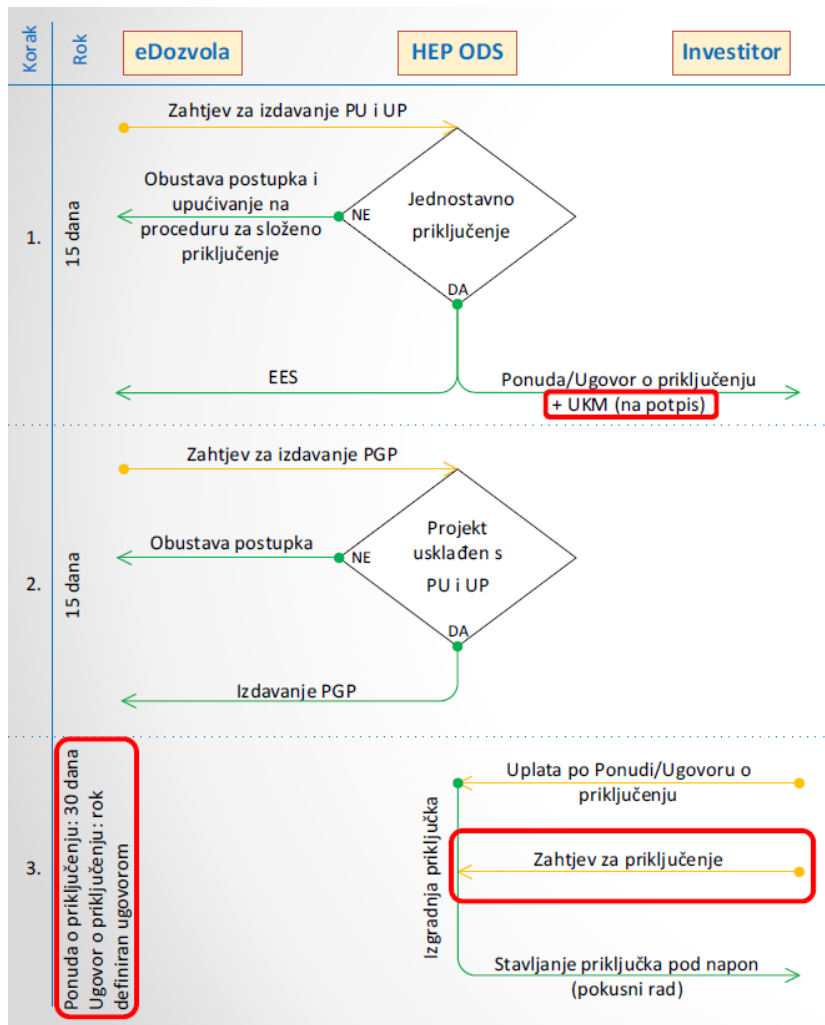 Korak
Rok
eDozvola
HEP ODS
Investitor
Zahtjev za izdavanje PU i UP
1.
15 dana
Obustava postupka i
upućivanje na
proceduru za složeno
priključenje
NE
Jednostavno
priključenje
DA
EES
Ponuda/Ugovor o priključenju
+ UKM (na potpis)
Zahtjev za izdavanje PGP
2.
15 dana
Obustava postupka
NE
Projekt
usklađen s
PU i UP
DA
Izdavanje PGP
3.
Ponuda o priključenju: 30 dana
Ugovor o priključenju: rok
definiran ugovorom
Uplata po Ponudi/Ugovoru o
priključenju
Izgradnja priključka
Zahtjev za priključenje
Stavljanje priključka pod napon
(pokusni rad)